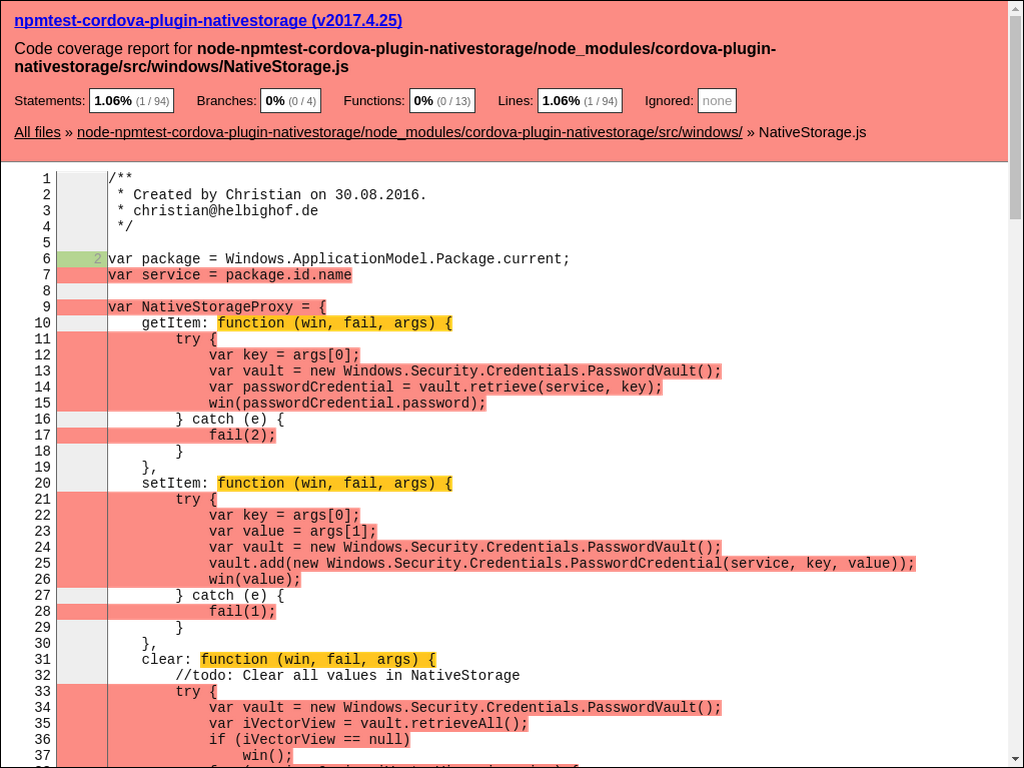 npmtest-cordova-plugin-nativestorage (v2017.4.25)
Code coverage report for node-npmtest-cordova-plugin-nativestorage/node_modules/cordova-plugin-
nativestorage/src/windows/NativeStorage.js
Statements: 1.06% (1 / 94) Branches: 0% (0 / 4) Functions: 0% (0 / 13) Lines: 1.06% (1 / 94) Ignored: none
All files » node-npmtest-cordova-plugin-nativestorage/node_modules/cordova-plugin-nativestorage/src/windows/ » NativeStorage.js
1 /**
2 * Created by Christian on 30.08.2016.
3 * christian@helbighof.de
4 */
5
6 2 var package = Windows.ApplicationModel.Package.current;
7 var service = package.id.name
8
9 var NativeStorageProxy = {
10 getItem: function (win, fail, args) {
11 try {
12 var key = args[0];
13 var vault = new Windows.Security.Credentials.PasswordVault();
14 var passwordCredential = vault.retrieve(service, key);
15 win(passwordCredential.password);
16 } catch (e) {
17 fail(2);
18 }
19 },
20 setItem: function (win, fail, args) {
21 try {
22 var key = args[0];
23 var value = args[1];
24 var vault = new Windows.Security.Credentials.PasswordVault();
25 vault.add(new Windows.Security.Credentials.PasswordCredential(service, key, value));
26 win(value);
27 } catch (e) {
28 fail(1);
29 }
30 },
31 clear: function (win, fail, args) {
32 //todo: Clear all values in NativeStorage
33 try {
34 var vault = new Windows.Security.Credentials.PasswordVault();
35 var iVectorView = vault.retrieveAll();
36 if (iVectorView == null)
37 win();